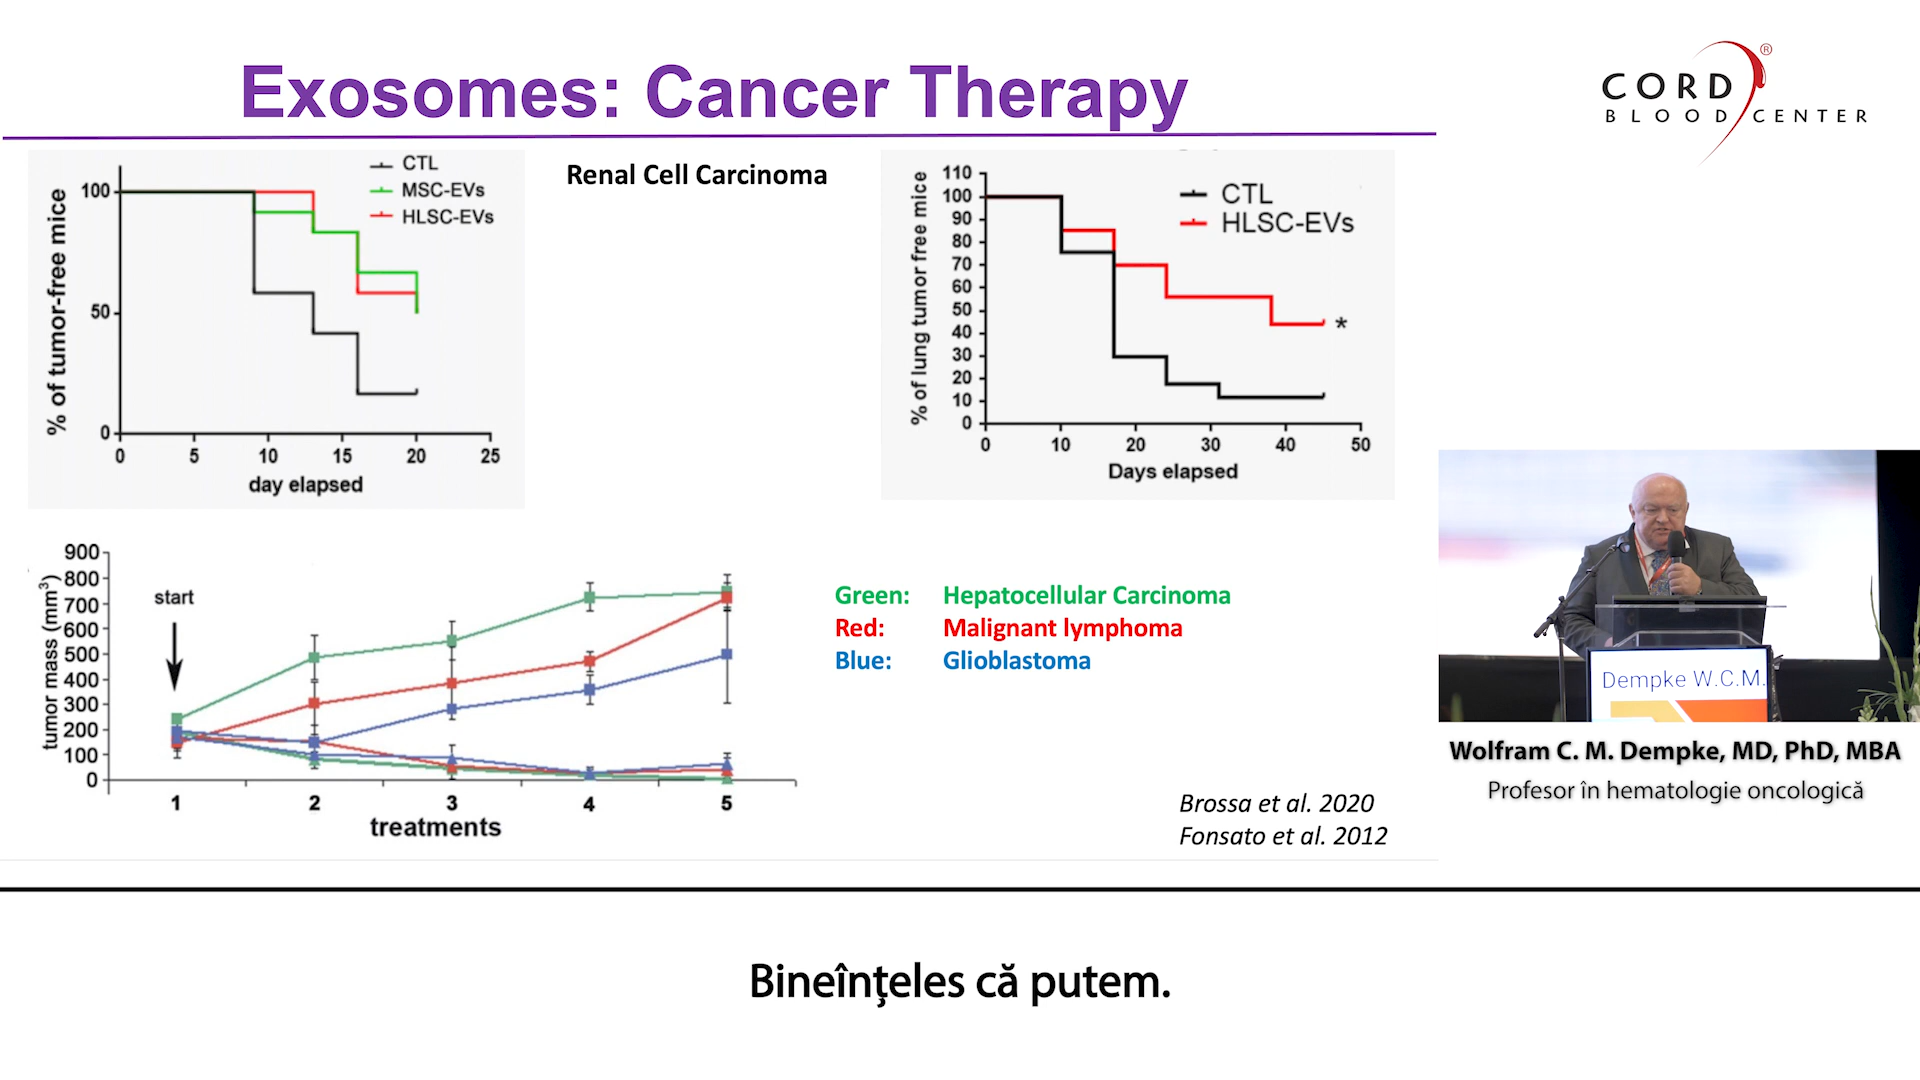 Exosomes: Cancer Therapy
CORD
BLOOD CENTER
®
CTL
MSC-EVs
HLSC-EVs
% of tumor-free mice
100
50
0
0 5 10 15 20 25
day elapsed
Renal Cell Carcinoma
CTL
HLSC-EVs
% of lung tumor free mice
110
100
90
80
70
60
50
40
30
20
10
0
*
0 10 20 30 40 50
Days elapsed
tumor mass (mm³)
900
800
700
600
500
400
300
200
100
0
start
1 2 3 4 5
treatments
Green: Hepatocellular Carcinoma
Red: Malignant lymphoma
Blue: Glioblastoma
Brossa et al. 2020
Fonsato et al. 2012
Dempke W.C.M.
Wolfram C. M. Dempke, MD, PhD, MBA
Profesor în hematologie oncologică
Bineînțeles că putem.